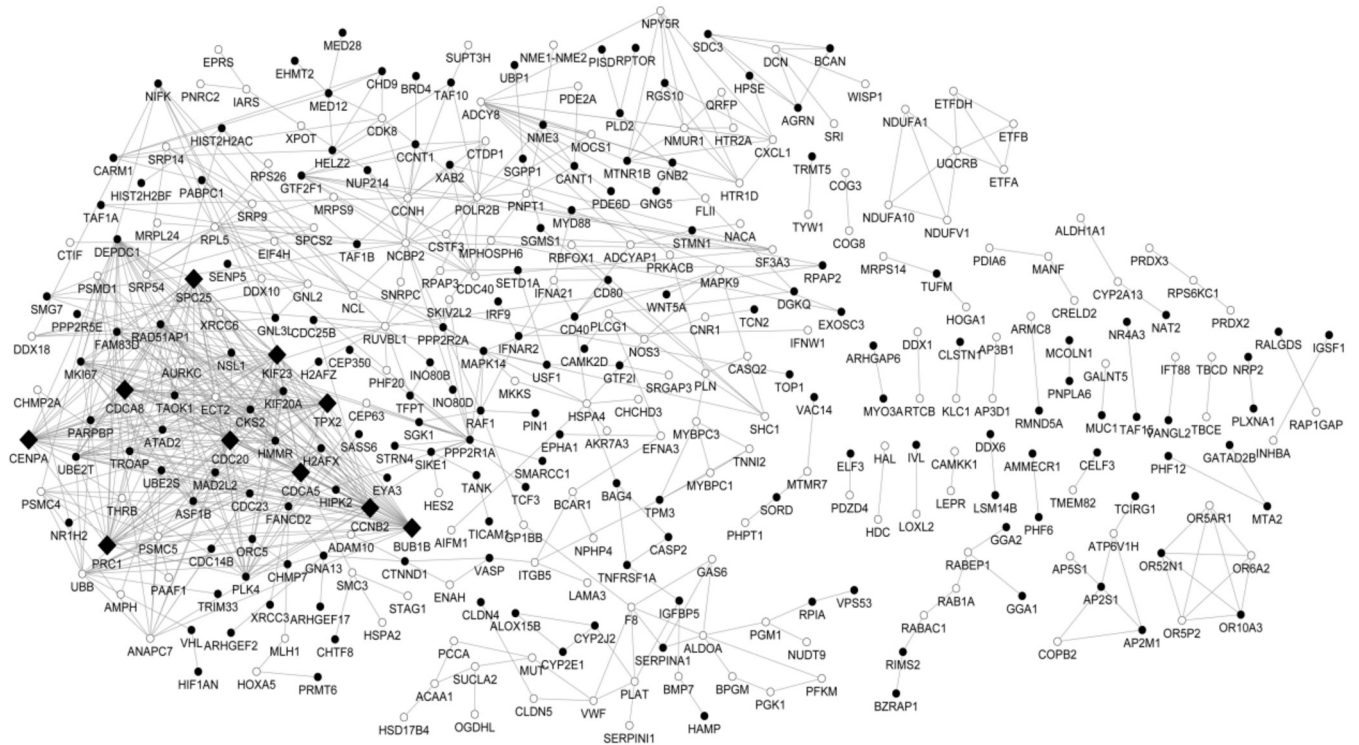 NPY5R
MED28
SUPT3H
NME1-NME2
PISD
RPTOR
SDC3
DCN
BCAN
EPRS
EHMT2
CHD9
BRD4
UBP1
HPSE
WISP1
NIFK
PNRC2
IARS
MED12
TAF10
ADCY8
PDE2A
RGS10
QRFP
AGRN
SRI
NDUFA1
ETFDH
ETFB
HIST2H2AC
XPOT
CDK8
NME3
MOCS1
PLD2
NMUR1
HTR2A
CXCL1
UQCRB
ETFA
CARM1
SRP14
HELZ2
CCNT1
CTDP1
RPS26
GTF2F1
NUP214
XAB2
SGPP1
CANT1
MTNR1B
GNB2
TRMT5
COG3
HIST2H2BF
PABPC1
MRPS9
CCNH
POLR2B
PNPT1
PDE6D
GNG5
HTR1D
FLII
TYW1
COG8
NDUFA10
NDUFV1
TAF1A
SRP9
MYD88
MRPL24
RPL5
SPCS2
CSTF3
SGMS1
STMN1
NACA
ALDH1A1
CTIF
DEPDC1
EIF4H
TAF1B
NCBP2
MPHOSPH6
RBFOX1
ADCYAP1
PRKACB
SF3A3
RPAP2
MRPS14
PDIA6
MANF
PRDX3
PSMD1
SRP54
SPC25
SENP5
DDX10
GNL2
NCL
SNRPC
RPAP3
CDC40
SETD1A
IFNA21
CD80
MAPK9
DGKQ
TUFM
CYP2A13
RPS6KC1
SMG7
PPP2R5E
SKIV2L2
IRF9
WNT5A
TCN2
EXOSC3
HOGA1
CRELD2
NAT2
PRDX2
DDX18
FAM83D
RAD51AP1
XRCC6
GNL3L
CDC25B
RUVBL1
PPP2R2A
IFNAR2
CD40
PLCG1
CNR1
IFNW1
ARHGAP6
DDX1
CLSTN1
AP3B1
ARMC8
MCOLN1
NR4A3
RALGDS
IGSF1
MKI67
AURKC
NSL1
KIF23
H2AFZ
CEP350
INO80B
MAPK14
USF1
CAMK2D
NOS3
CASQ2
GALNT5
IFT88
TBCD
NRP2
CHMP2A
CDCA8
TAOK1
ECT2
KIF20A
TPX2
PHF20
INO80D
MKKS
GTF2I
SRGAP3
PLN
TOP1
MYO3A
ARTCB
KLC1
AP3D1
PNPLA6
MUC1
TAF15
VANGL2
TBCE
PLXNA1
RAP1GAP
PARPBP
CKS2
CEP63
TFPT
RAF1
PIN1
HSPA4
CHCHD3
SHC1
VAC14
RMND5A
CENPA
ATAD2
CDC20
HMMR
SASS6
SGK1
PPP2R1A
EPHA1
AKR7A3
EFNA3
MYBPC3
TNNI2
GATAD2B
INHBA
UBE2T
TROAP
H2AFX
STRN4
SIKE1
SMARCC1
ELF3
HAL
IVL
CAMKK1
DDX6
AMMECR1
CELF3
PHF12
UBE2S
MAD2L2
CDCA5
EYA3
TANK
TCF3
BAG4
MYBPC1
MTMR7
PSMC4
THRB
ASF1B
CDC23
HIPK2
HES2
BCAR1
TPM3
SORD
PDZD4
LEPR
LSM14B
TMEM82
MTA2
NR1H2
FANCD2
CCNB2
TICAM1
GP1BB
PHPT1
HDC
LOXL2
PHF6
TCIRG1
OR5AR1
PRC1
PSMC5
CDC14B
ORC5
ADAM10
BUB1B
AIFM1
NPHP4
CASP2
GGA2
ATP6V1H
UBB
PAAF1
PLK4
CHMP7
GNA13
CTNND1
VASP
ITGB5
TNFRSF1A
GAS6
RABEP1
AP5S1
OR52N1
OR6A2
AMPH
TRIM33
SMC3
STAG1
ENAH
LAMA3
RAB1A
GGA1
AP2S1
XRCC3
ARHGEF17
HSPA2
CLDN4
ALOX15B
F8
IGFBP5
RPIA
VPS53
OR5P2
OR10A3
ANAPC7
VHL
ARHGEF2
MLH1
CHTF8
CYP2J2
ALDOA
PGM1
RABAC1
COPB2
AP2M1
PCCA
CYP2E1
SERPINA1
NUDT9
HIF1AN
HOXA5
PRMT6
SUCLA2
MUT
RIMS2
ACAA1
PLAT
BMP7
BPGM
PGK1
PFKM
HSD17B4
OGDHL
CLDN5
VWF
HAMP
BZRAP1
SERPINI1